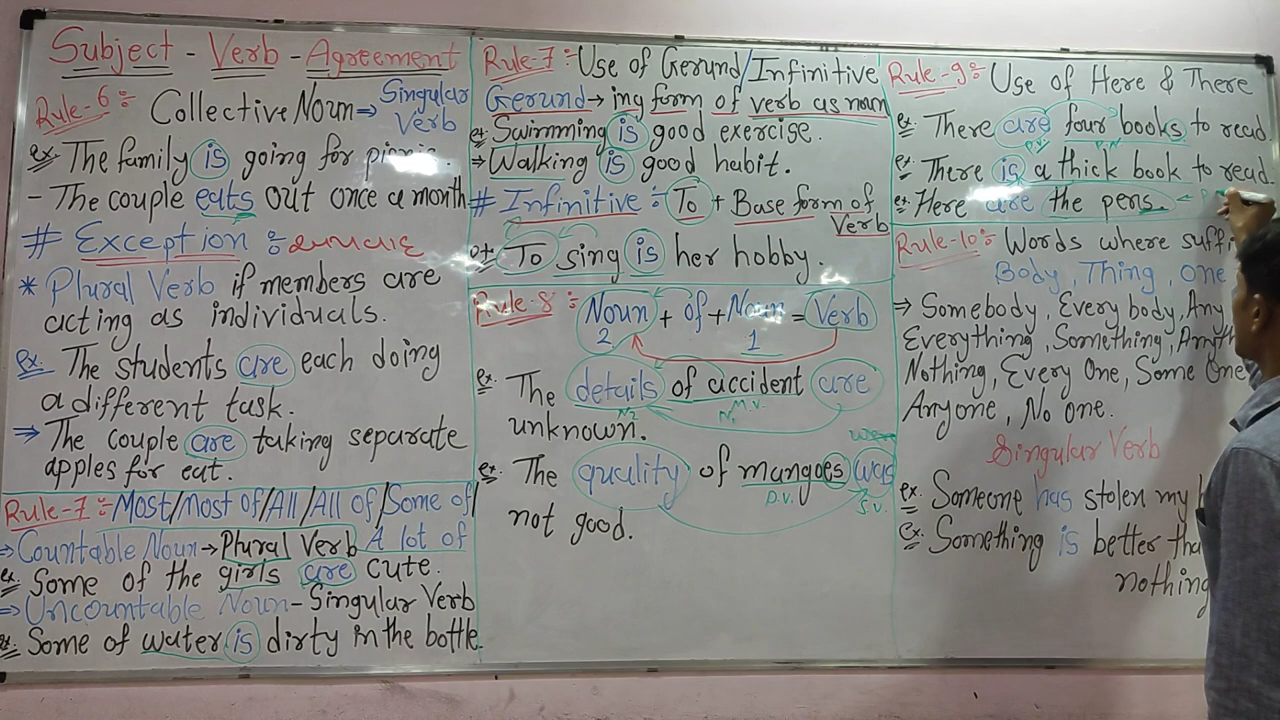 Subject - Verb - Agreement
Rule-6 :- Collective Noun → Singular Verb
ex. The family is going for picnic.
- The couple eats out once a month
# Exception :- અપવાદ
* Plural Verb if members are
acting as individuals.
ex. The students are each doing
a different task.
⇒ The couple are taking separate
apples for eat.
Rule-7 :- Most/Most of/All/All of/Some of/
A lot of
⇒ Countable Noun → Plural Verb
ex. Some of the girls are cute.
⇒ Uncountable Noun - Singular Verb
ex. Some of water is dirty in the bottle.
Rule-7 :- Use of Gerund/Infinitive
Gerund → ing form of verb as noun
ex. Swimming is good exercise.
⇒ Walking is good habit.
# Infinitive :- To + Base form of
Verb
To sing is her hobby.
Rule-8 :- Noun + of + Noun = Verb
2 1
ex. The details of accident are
N2 N1 M.V.
unknown.
ex. The quality of mangoes was
P.V. S.V.
not good.
Rule-9 :- Use of Here & There
ex. There are four books to read.
P.V. P.N.
ex. There is a thick book to read.
ex. Here are the pens. ← P
Rule-10 :- Words where suffi
Body, Thing, One
→ Somebody, Every body, Any
Everything, Something, Anyth
Nothing, Every One, Some One
Anyone, No one.
Singular Verb
ex. Someone has stolen my
ex. Something is better tha
nothing